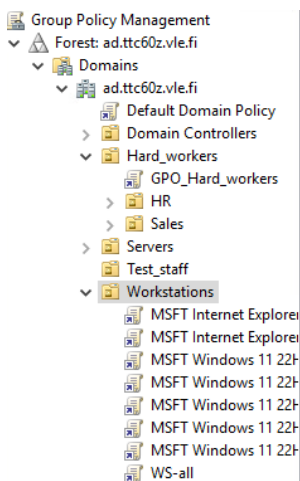 Group Policy Management
Forest: ad.ttc60z.vle.fi
Domains
ad.ttc60z.vle.fi
Default Domain Policy
Domain Controllers
Hard_workers
GPO_Hard_workers
HR
Sales
Servers
Test_staff
Workstations
MSFT Internet Explorer
MSFT Internet Explorer
MSFT Windows 11 22H
MSFT Windows 11 22H
MSFT Windows 11 22H
MSFT Windows 11 22H
MSFT Windows 11 22H
WS-all